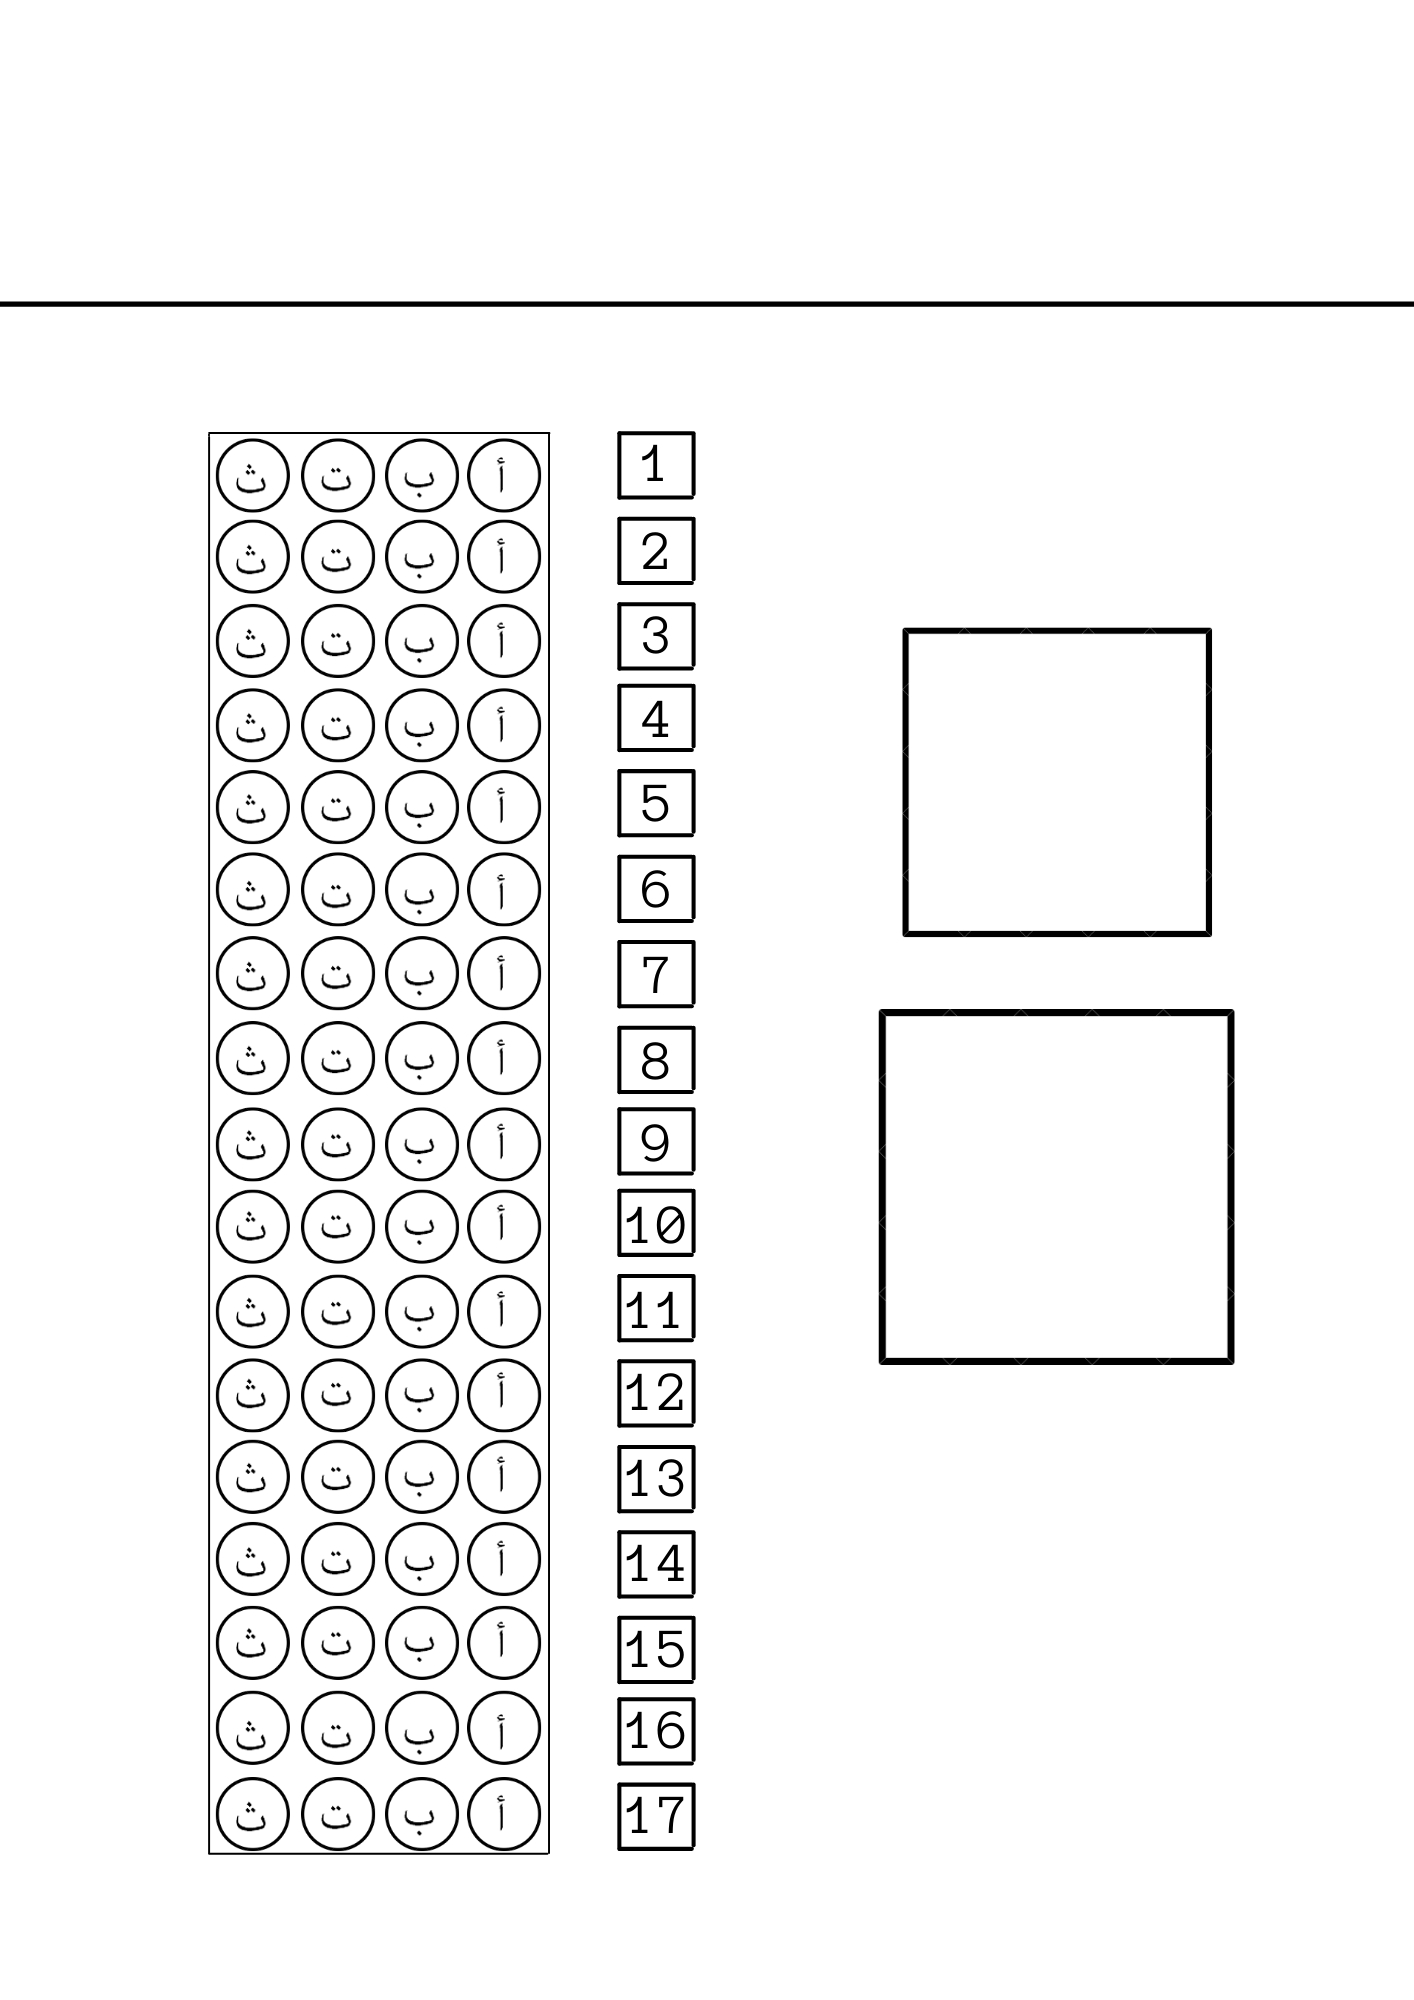 1 أ ب ت ث
2 أ ب ت ث
3 أ ب ت ث
4 أ ب ت ث
5 أ ب ت ث
6 أ ب ت ث
7 أ ب ت ث
8 أ ب ت ث
9 أ ب ت ث
10 أ ب ت ث
11 أ ب ت ث
12 أ ب ت ث
13 أ ب ت ث
14 أ ب ت ث
15 أ ب ت ث
16 أ ب ت ث
17 أ ب ت ث